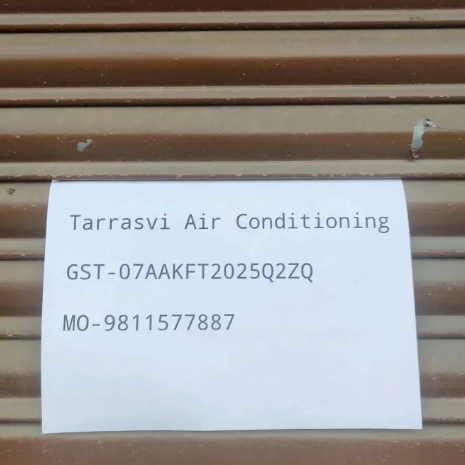 Tarrasvi Air Conditioning
GST-07AAKFT2025Q2ZQ
MO-9811577887